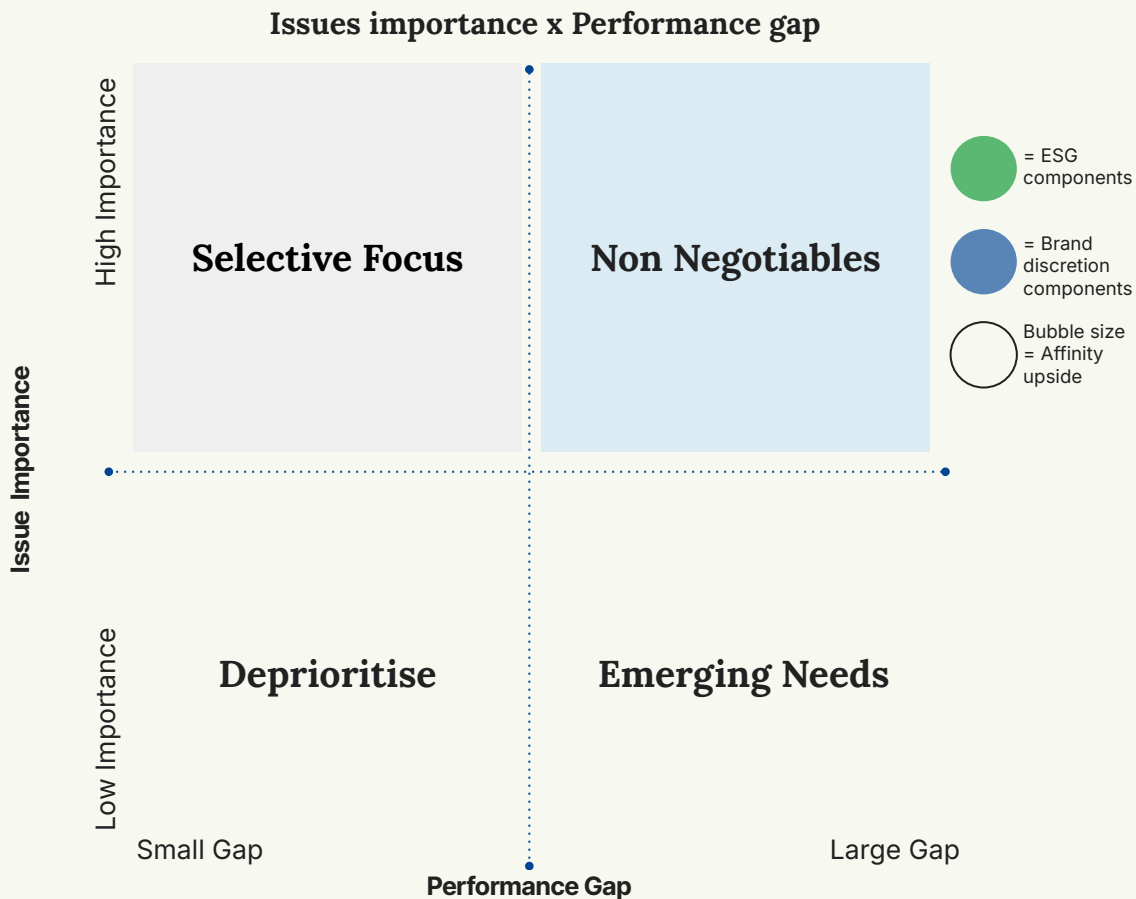 Issues importance x Performance gap
High Importance
Selective Focus
Non Negotiables
= ESG
components
= Brand
discretion
components
Bubble size
= Affinity
upside
Issue Importance
Low Importance
Deprioritise
Emerging Needs
Small Gap
Large Gap
Performance Gap